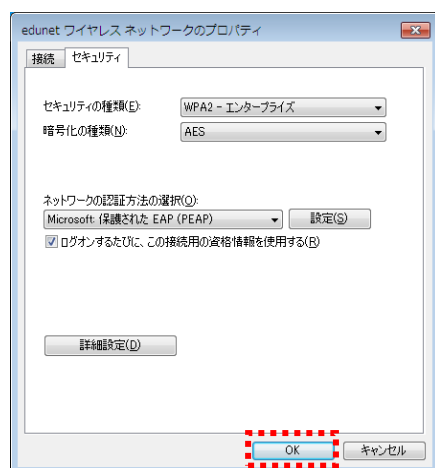 edunet ワイヤレス ネットワークのプロパティ
接続 セキュリティ
セキュリティの種類(E): WPA2 - エンタープライズ
暗号化の種類(N): AES
ネットワークの認証方法の選択(O):
Microsoft: 保護された EAP (PEAP) 設定(S)
ログオンするたびに、この接続用の資格情報を使用する(R)
詳細設定(D)
OK キャンセル